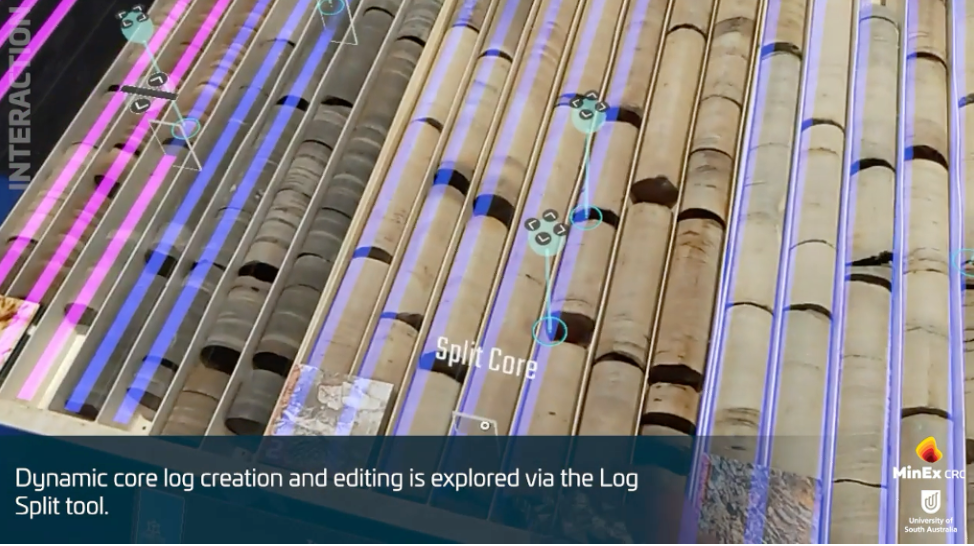 INTERACTION
Split Core
Dynamic core log creation and editing is explored via the Log
Split tool.
MinEx CRC
University of
South Australia